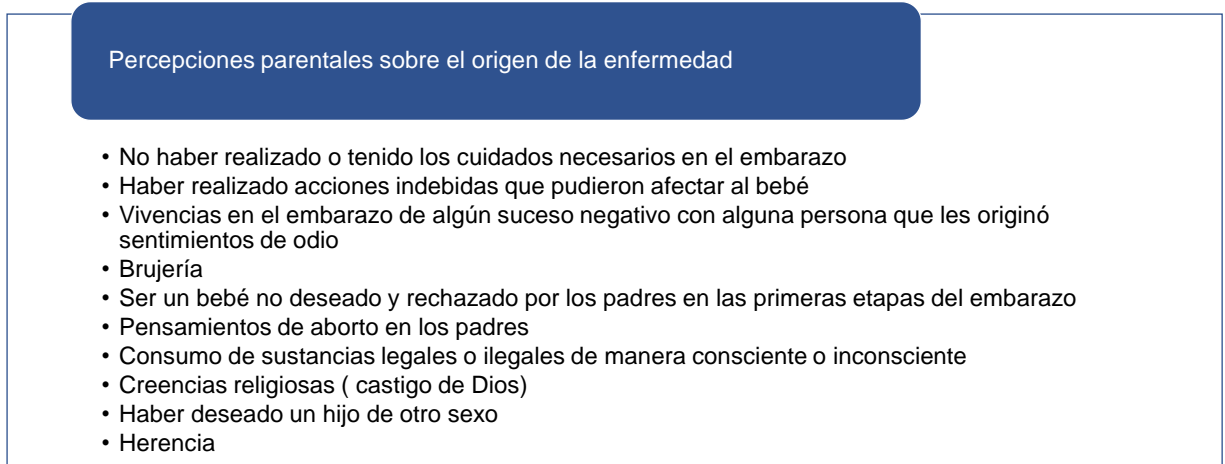 Percepciones parentales sobre el origen de la enfermedad
• No haber realizado o tenido los cuidados necesarios en el embarazo
• Haber realizado acciones indebidas que pudieron afectar al bebé
• Vivencias en el embarazo de algún suceso negativo con alguna persona que les originó
sentimientos de odio
• Brujería
• Ser un bebé no deseado y rechazado por los padres en las primeras etapas del embarazo
• Pensamientos de aborto en los padres
• Consumo de sustancias legales o ilegales de manera consciente o inconsciente
• Creencias religiosas ( castigo de Dios)
• Haber deseado un hijo de otro sexo
• Herencia